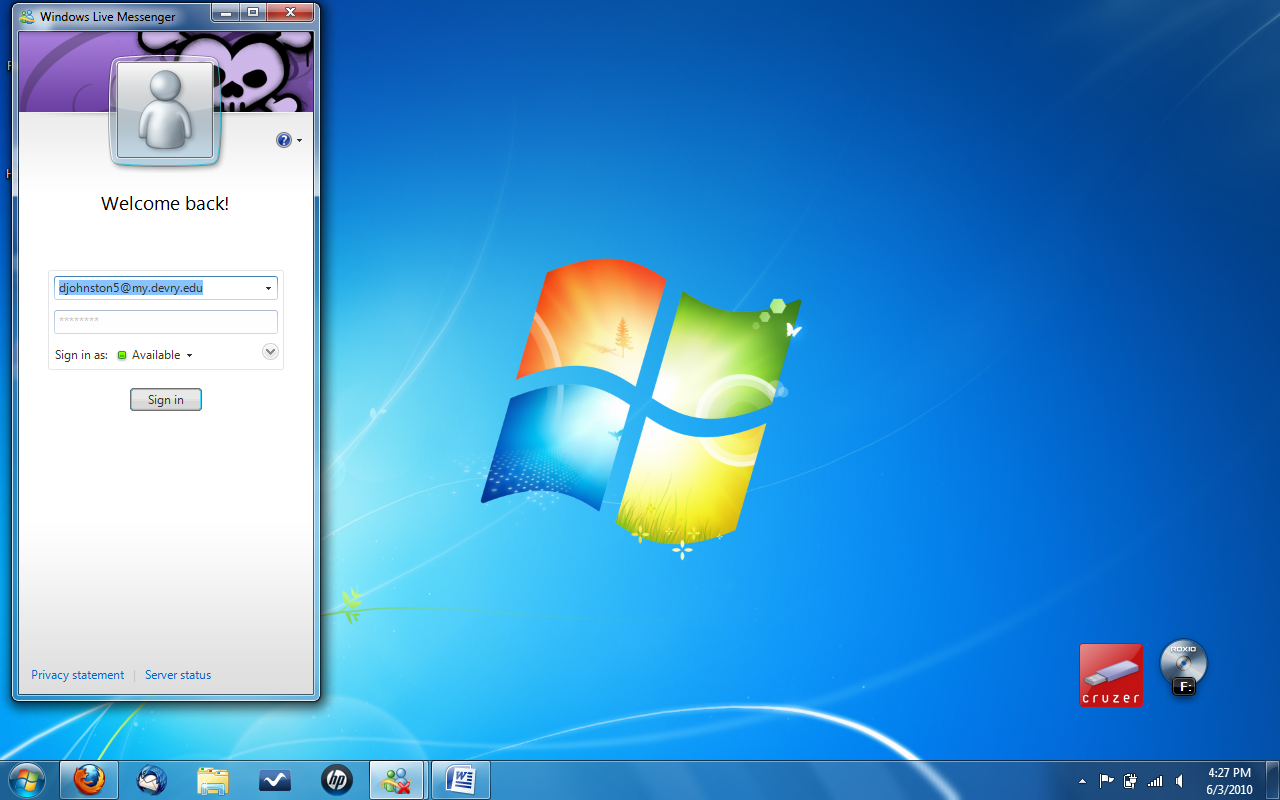 Windows Live Messenger
Welcome back!
djohnston5@my.devry.edu
********
Sign in as: Available
Sign in
Privacy statement | Server status
ROXIO
F:
cruzer
hp
W
4:27 PM
6/3/2010